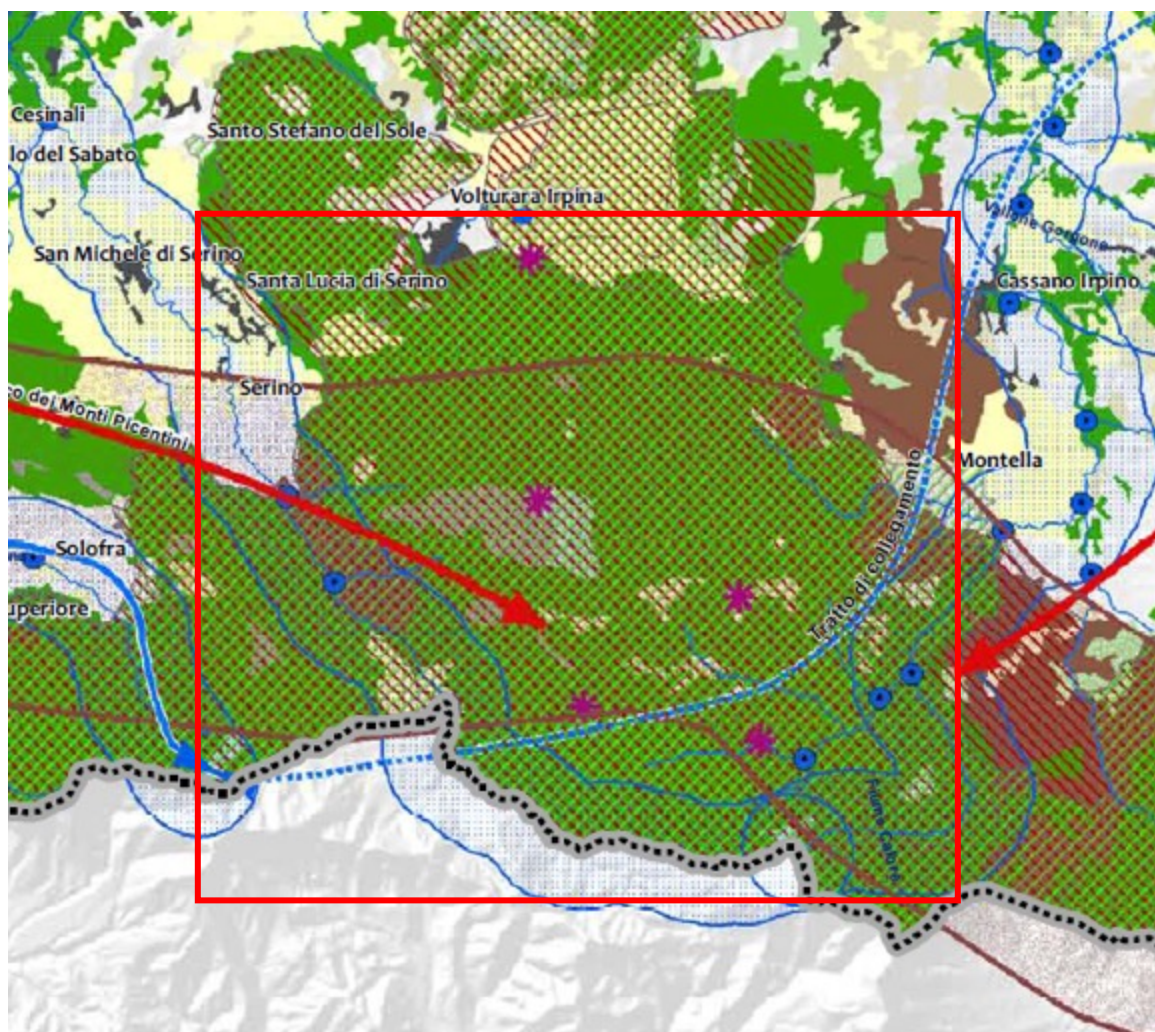 Cesinali
Santo Stefano del Sole
lo del Sabato
Volturara Irpina
Vallone Gorgone
San Michele di Serino
Santa Lucia di Serino
Cassano Irpino
Serino
co dei Monti Picentini
Montella
Tratto di collegamento
Solofra
uperiore
Fiume Calore